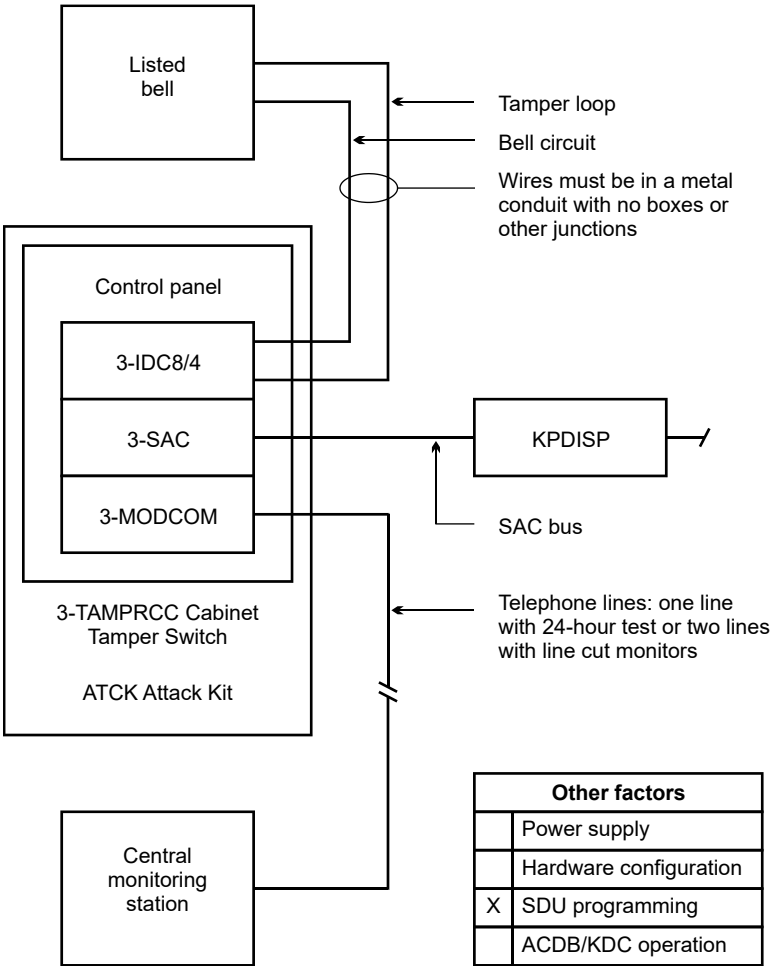 Listed
bell
Tamper loop
Bell circuit
Wires must be in a metal
conduit with no boxes or
other junctions
Control panel
3-IDC8/4
3-SAC
KPDISP
3-MODCOM
SAC bus
3-TAMPRCC Cabinet
Tamper Switch
ATCK Attack Kit
Telephone lines: one line
with 24-hour test or two lines
with line cut monitors
Central
monitoring
station
Other factors
Power supply
Hardware configuration
X SDU programming
ACDB/KDC operation